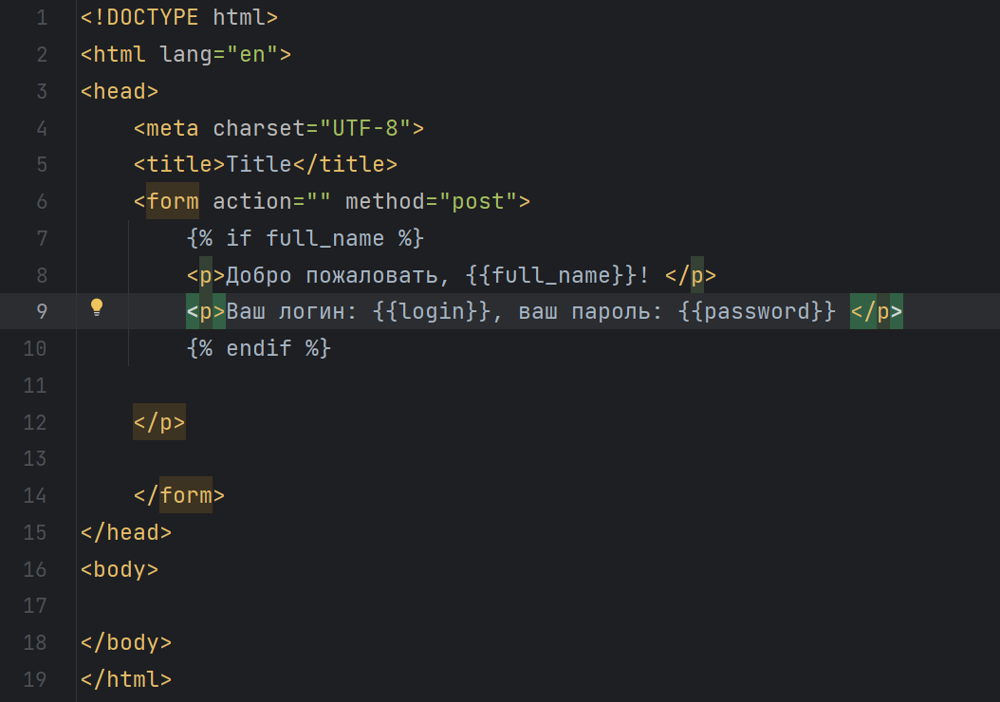 1 <!DOCTYPE html>
2 <html lang="en">
3 <head>
4     <meta charset="UTF-8">
5     <title>Title</title>
6     <form action="" method="post">
7         {% if full_name %}
8         <p>Добро пожаловать, {{full_name}}! </p>
9         <p>Ваш логин: {{login}}, ваш пароль: {{password}} </p>
10         {% endif %}
11
12     </p>
13
14     </form>
15 </head>
16 <body>
17
18 </body>
19 </html>